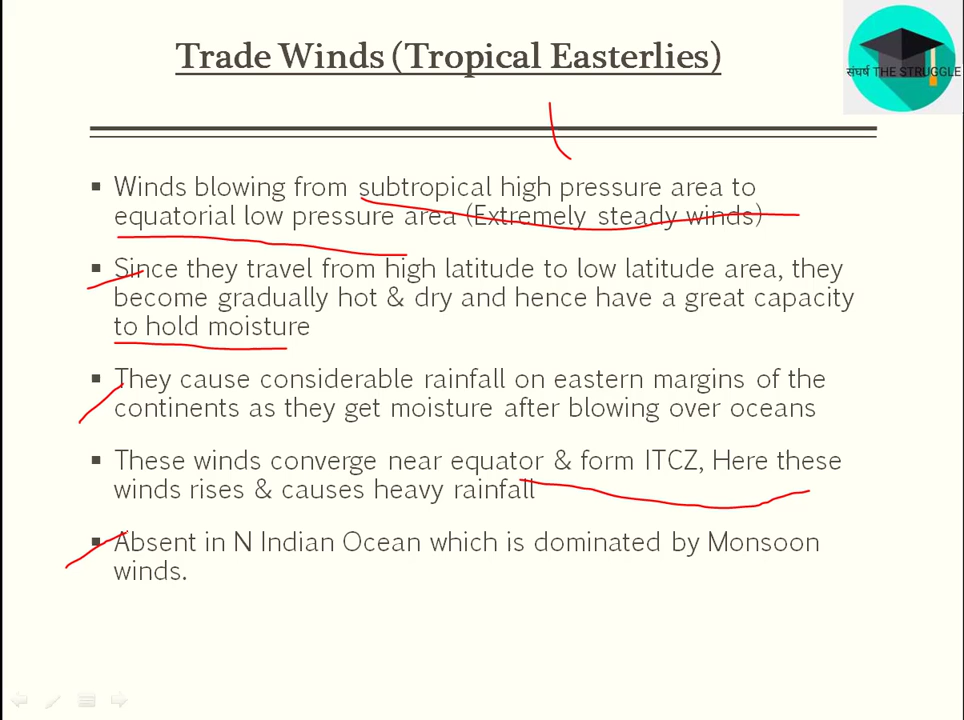 Trade Winds (Tropical Easterlies)
संघर्ष THE STRUGGLE
▪ Winds blowing from subtropical high pressure area to
equatorial low pressure area (Extremely steady winds)
▪ Since they travel from high latitude to low latitude area, they
become gradually hot & dry and hence have a great capacity
to hold moisture
▪ They cause considerable rainfall on eastern margins of the
continents as they get moisture after blowing over oceans
▪ These winds converge near equator & form ITCZ, Here these
winds rises & causes heavy rainfall
▪ Absent in N Indian Ocean which is dominated by Monsoon
winds.